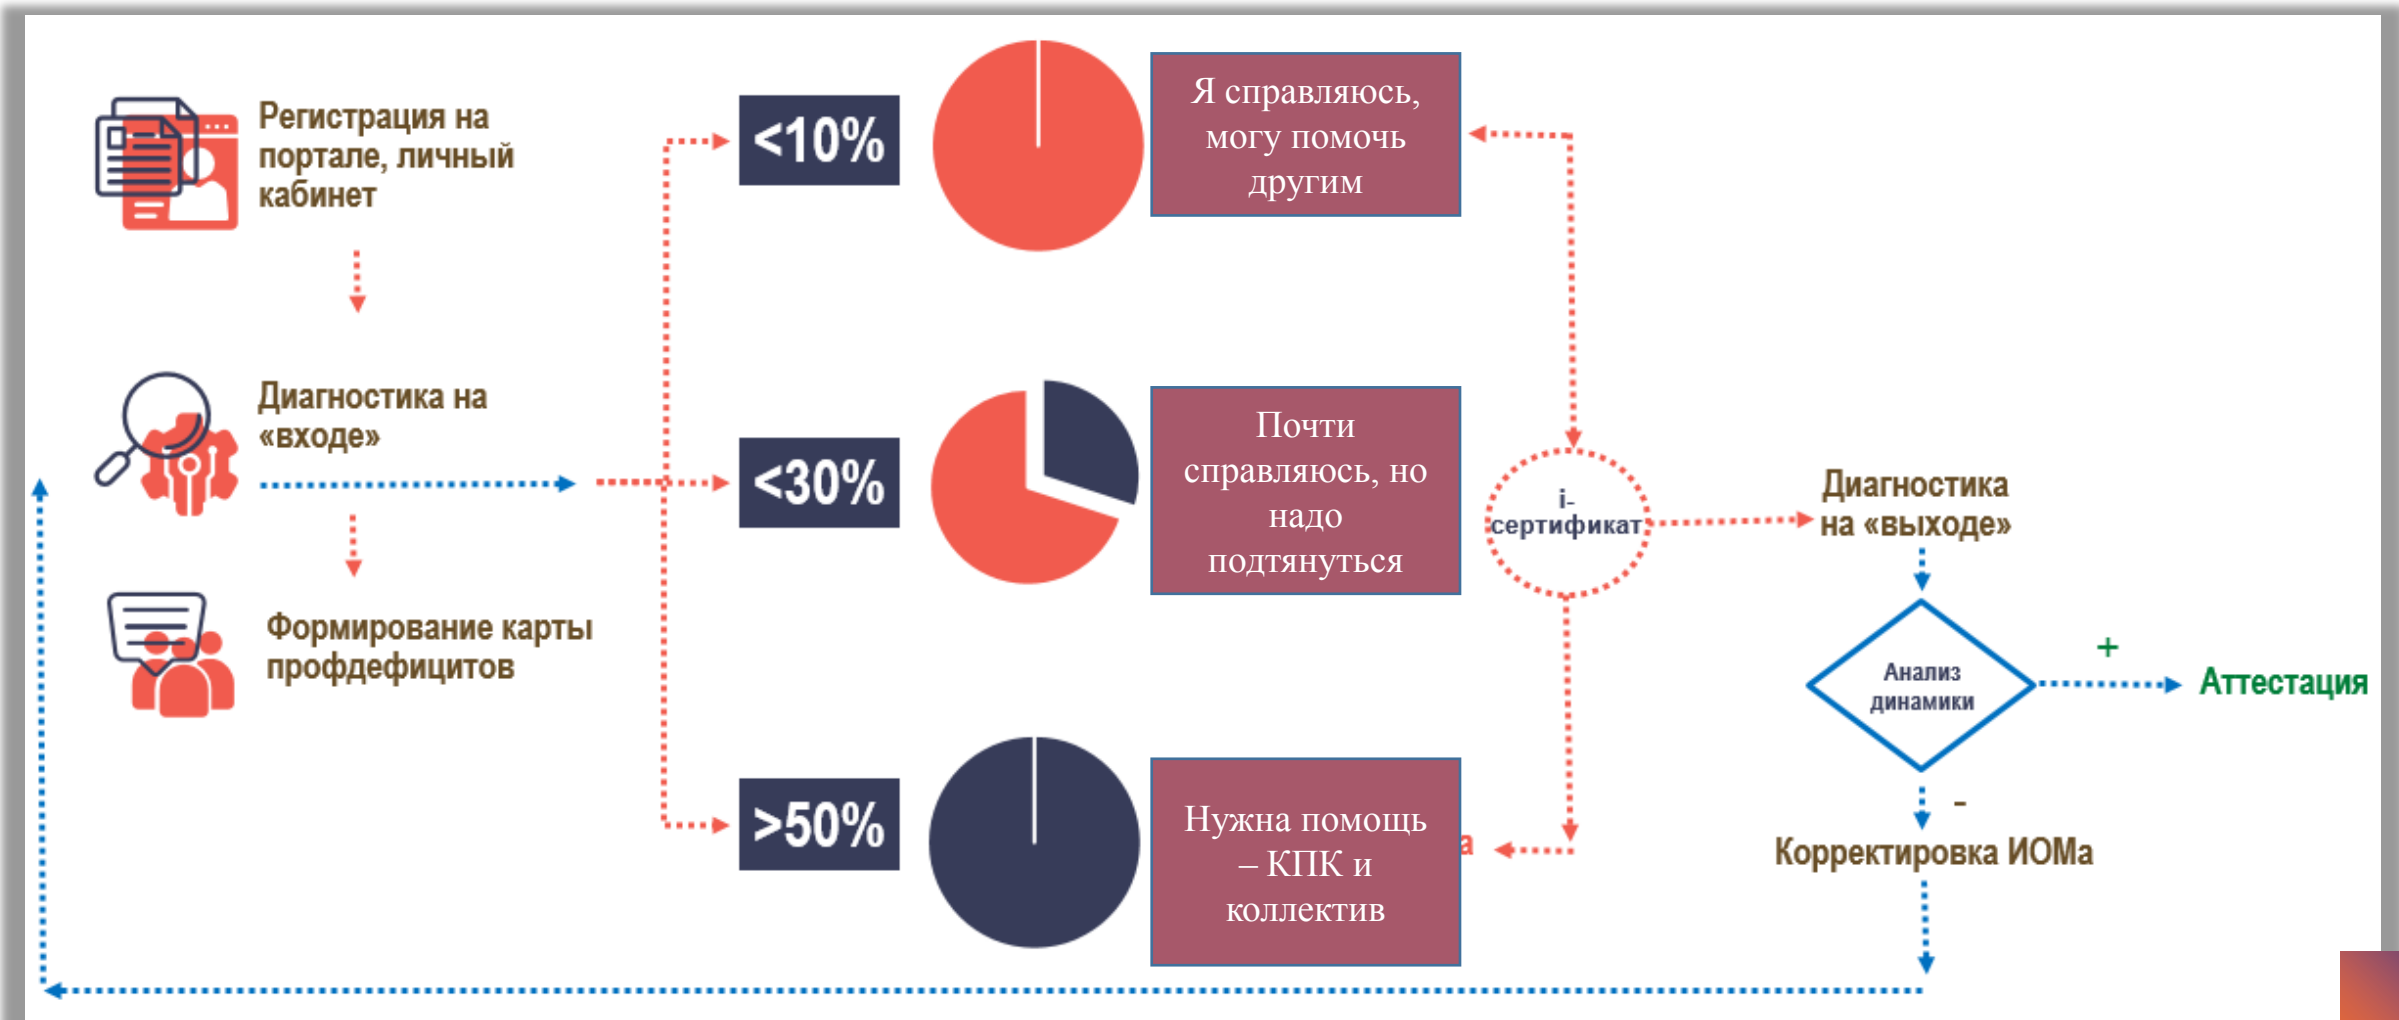 Регистрация на
портале, личный
кабинет
Диагностика на
«входе»
Формирование карты
профдефицитов
<10%
Я справляюсь,
могу помочь
другим
<30%
Почти
справляюсь, но
надо
подтянуться
>50%
Нужна помощь
– КПК и
коллектив
а
i-
сертификат
Диагностика
на «выходе»
Анализ
динамики
+
Аттестация
-
Корректировка ИОМа